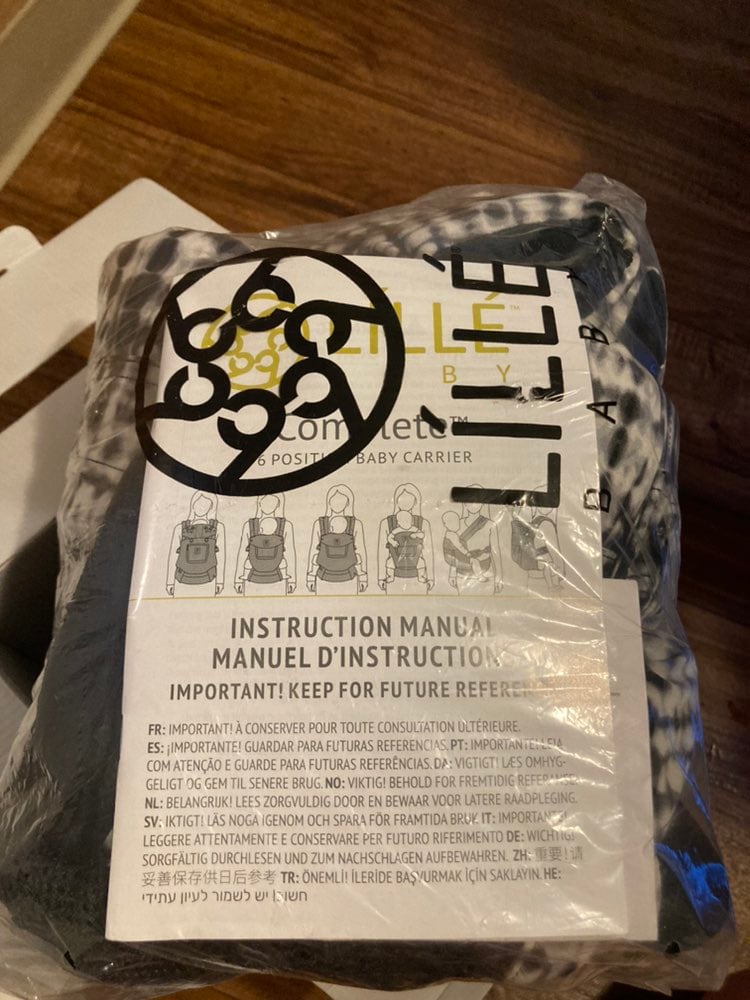 LÍLLÉ™
BY
LÍLLÉ
BABY
Complete™
6 POSITION BABY CARRIER
INSTRUCTION MANUAL
MANUEL D'INSTRUCTION
IMPORTANT! KEEP FOR FUTURE REFEREN
FR: IMPORTANT! À CONSERVER POUR TOUTE CONSULTATION ULTÉRIEURE.
ES: ¡IMPORTANTE! GUARDAR PARA FUTURAS REFERENCIAS. PT: IMPORTANTE! LEIA
COM ATENÇÃO E GUARDE PARA FUTURAS REFERÊNCIAS. DA: VIGTIGT! LÆS OMHYG-
GELIGT OG GEM TIL SENERE BRUG. NO: VIKTIG! BEHOLD FOR FREMTIDIG REFERANSE.
NL: BELANGRIJK! LEES ZORGVULDIG DOOR EN BEWAAR VOOR LATERE RAADPLEGING.
SV: IKTIGT! LÄS NOGA IGENOM OCH SPARA FÖR FRAMTIDA BRUK IT: IMPORTANTE!
LEGGERE ATTENTAMENTE E CONSERVARE PER FUTURO RIFERIMENTO DE: WICHTIG!
SORGFÄLTIG DURCHLESEN UND ZUM NACHSCHLAGEN AUFBEWAHREN. ZH: 重要!请
妥善保存供日后参考 TR: ÖNEMLİ! İLERİDE BAŞVURMAK İÇİN SAKLAYIN. HE:
חשוב! יש לשמור לעיון עתידי